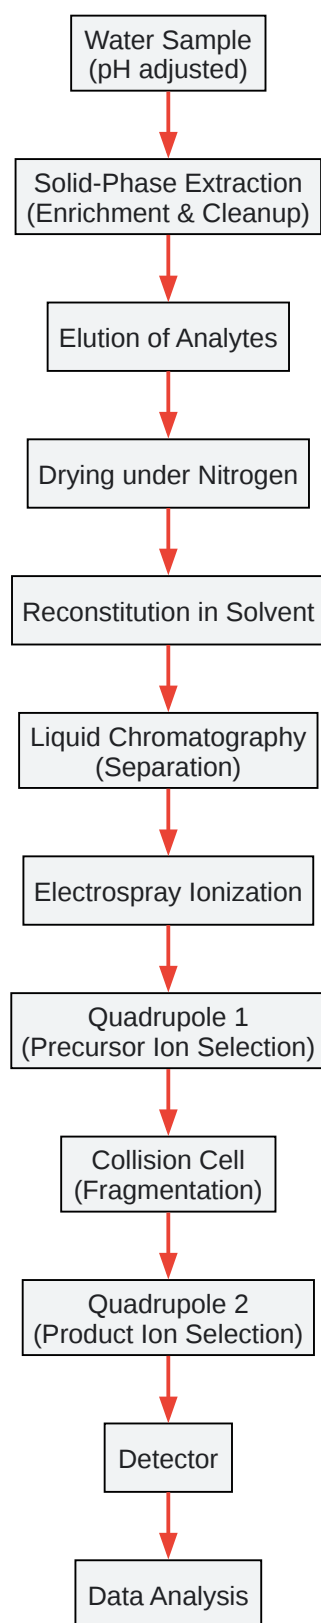 Water Sample
(pH adjusted)
Solid-Phase Extraction
(Enrichment & Cleanup)
Elution of Analytes
Drying under Nitrogen
Reconstitution in Solvent
Liquid Chromatography
(Separation)
Electrospray Ionization
Quadrupole 1
(Precursor Ion Selection)
Collision Cell
(Fragmentation)
Quadrupole 2
(Product Ion Selection)
Detector
Data Analysis